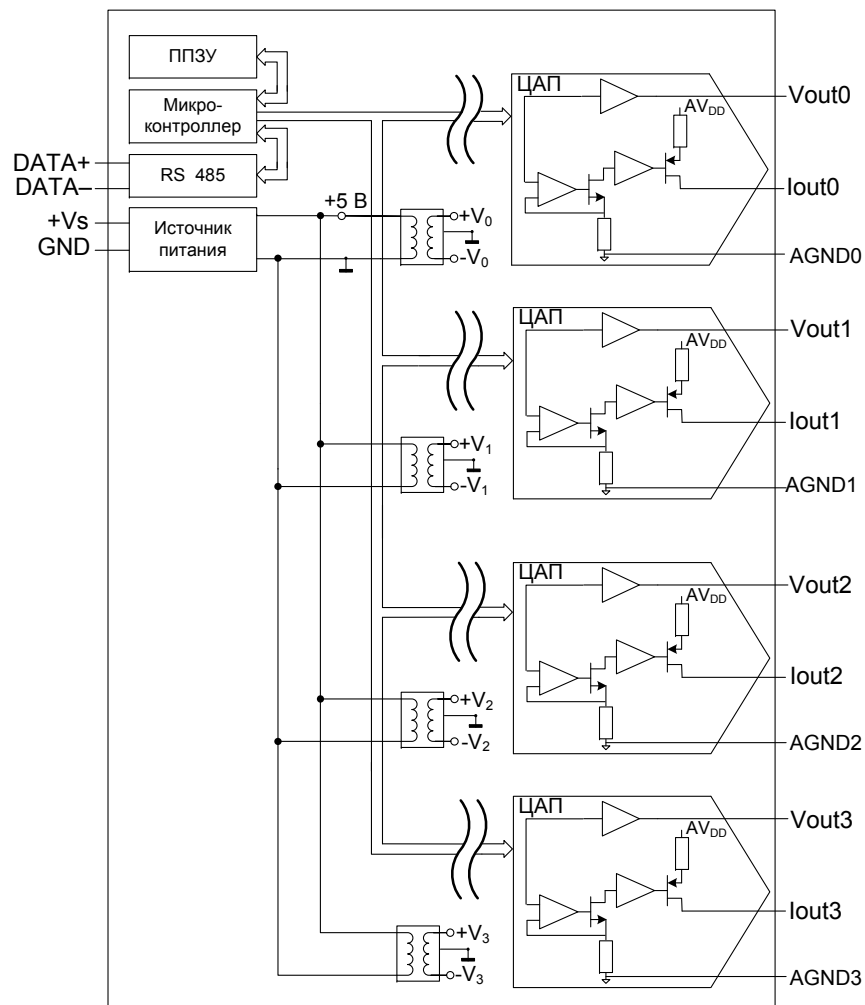 ППЗУ
Микро-
контроллер
RS 485
Источник
питания
DATA+
DATA–
+Vs
GND
+5 В
+V0
-V0
ЦАП
AVDD
Vout0
Iout0
AGND0
+V1
-V1
ЦАП
AVDD
Vout1
Iout1
AGND1
+V2
-V2
ЦАП
AVDD
Vout2
Iout2
AGND2
+V3
-V3
ЦАП
AVDD
Vout3
Iout3
AGND3